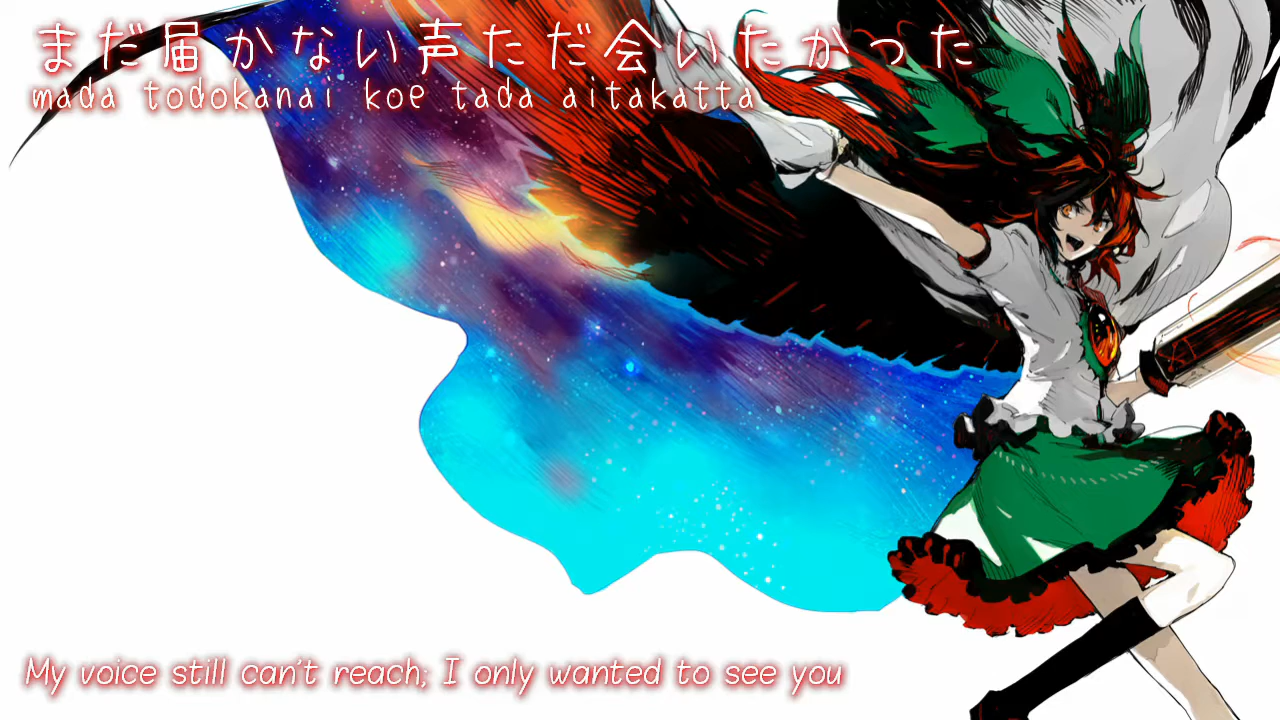 まだ届かない声ただ会いたかった
mada todokanai koe tada aitakatta
My voice still can't reach; I only wanted to see you